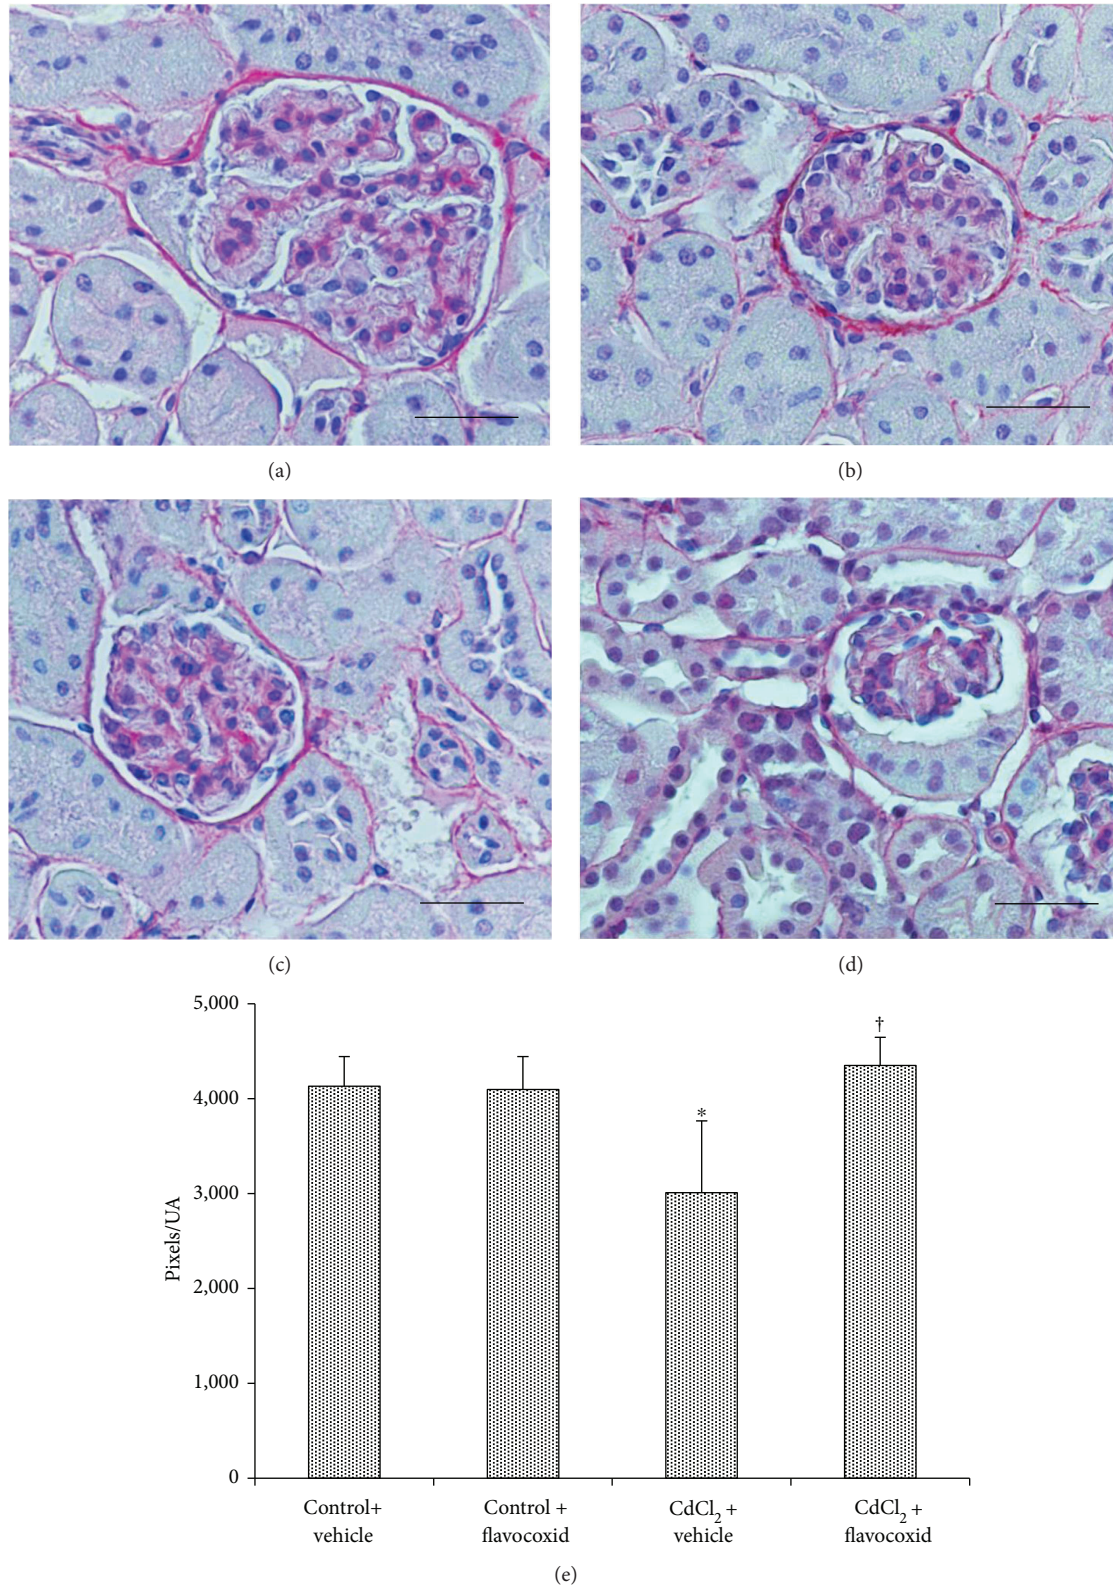 (a)
(b)
(c)
(d)
5,000
4,000
3,000
2,000
1,000
0
Pixels/UA
*
†
Control+
vehicle
Control +
flavocoxid
CdCl₂ +
vehicle
CdCl₂ +
flavocoxid
(e)